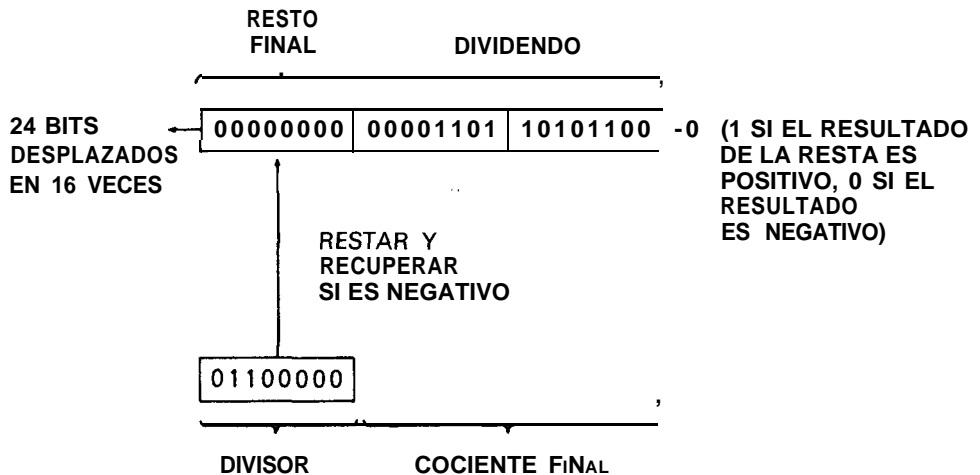 RESTO
FINAL
DIVIDENDO
24 BITS
DESPLAZADOS
EN 16 VECES
00000000 00001101 10101100 -0
(1 SI EL RESULTADO
DE LA RESTA ES
POSITIVO, 0 SI EL
RESULTADO
ES NEGATIVO)
RESTAR Y
RECUPERAR
SI ES NEGATIVO
01100000
DIVISOR
COCIENTE FINAL